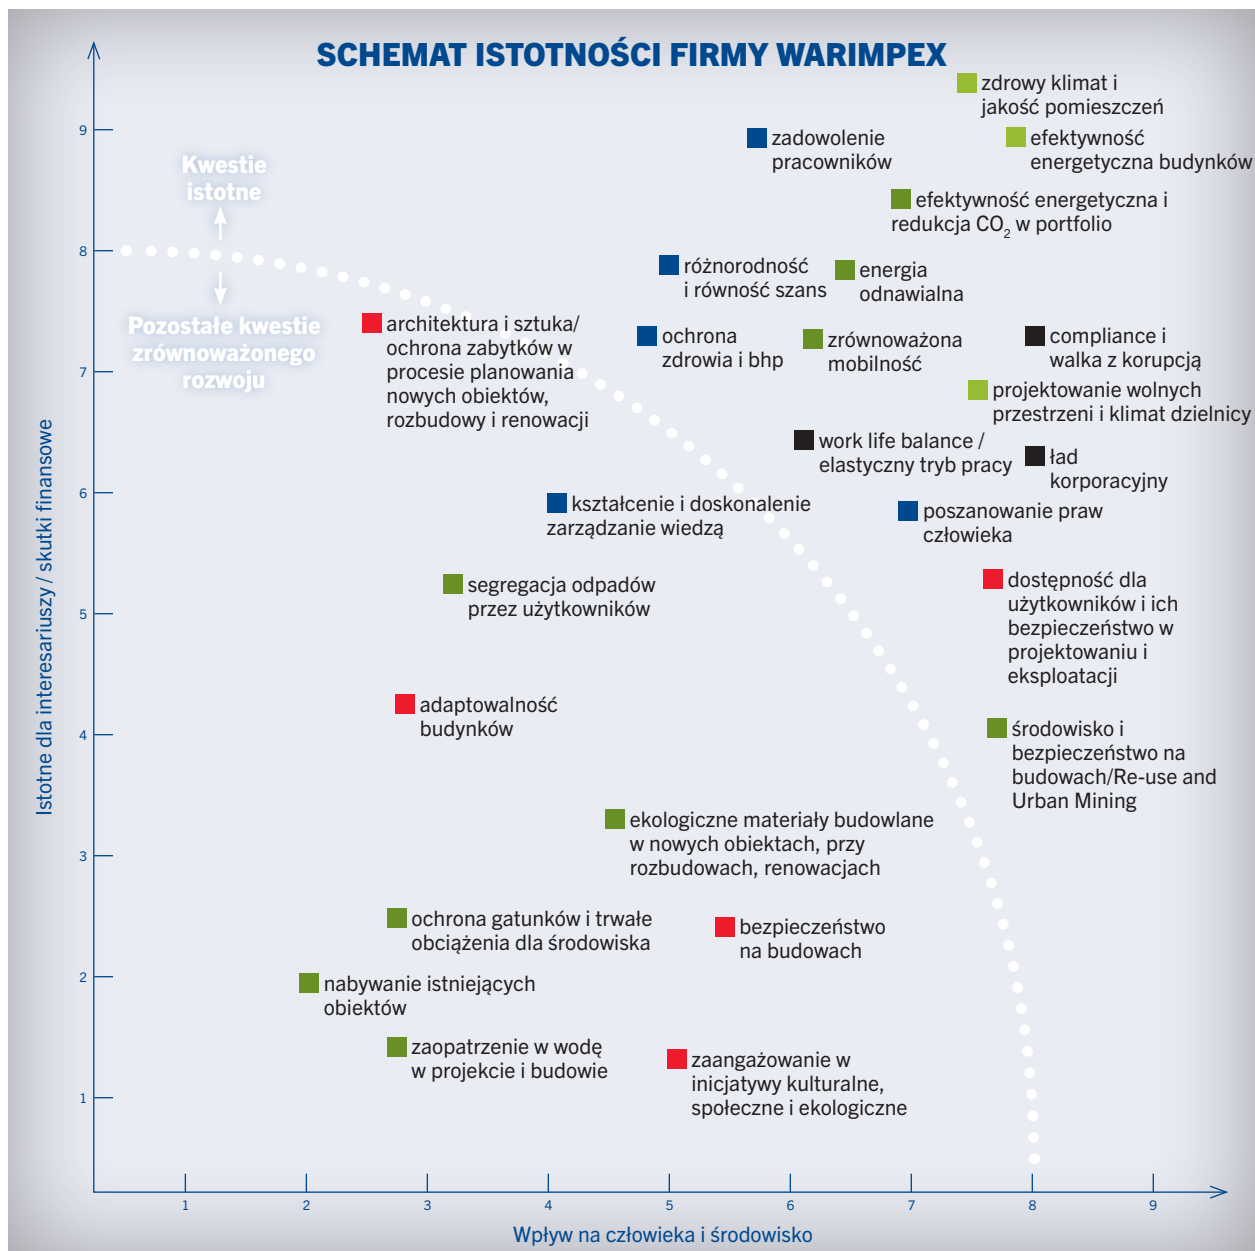 SCHEMAT ISTOTNOŚCI FIRMY WARIMPEX
zdrowy klimat i
jakość pomieszczeń
9
zadowolenie
pracowników
efektywność
energetyczna budynków
Kwestie
istotne
efektywność energetyczna i
redukcja CO₂ w portfolio
8
różnorodność
i równość szans
energia
odnawialna
Pozostałe kwestie
zrównoważonego
rozwoju
architektura i sztuka/
ochrona zabytków w
procesie planowania
nowych obiektów,
rozbudowy i renowacji
ochrona
zdrowia i bhp
zrównoważona
mobilność
compliance i
walka z korupcją
7
projektowanie wolnych
przestrzeni i klimat dzielnicy
work life balance /
elastyczny tryb pracy
ład
korporacyjny
6
kształcenie i doskonalenie
zarządzanie wiedzą
poszanowanie praw
człowieka
segregacja odpadów
przez użytkowników
dostępność dla
użytkowników i ich
bezpieczeństwo w
projektowaniu i
eksploatacji
5
adaptowalność
budynków
środowisko i
bezpieczeństwo na
budowach/Re-use and
Urban Mining
4
ekologiczne materiały budowlane
w nowych obiektach, przy
rozbudowach, renowacjach
3
ochrona gatunków i trwałe
obciążenia dla środowiska
bezpieczeństwo
na budowach
2
nabywanie istniejących
obiektów
zaopatrzenie w wodę
w projekcie i budowie
zaangażowanie w
inicjatywy kulturalne,
społeczne i ekologiczne
1
Istotne dla interesariuszy / skutki finansowe
1 2 3 4 5 6 7 8 9
Wpływ na człowieka i środowisko